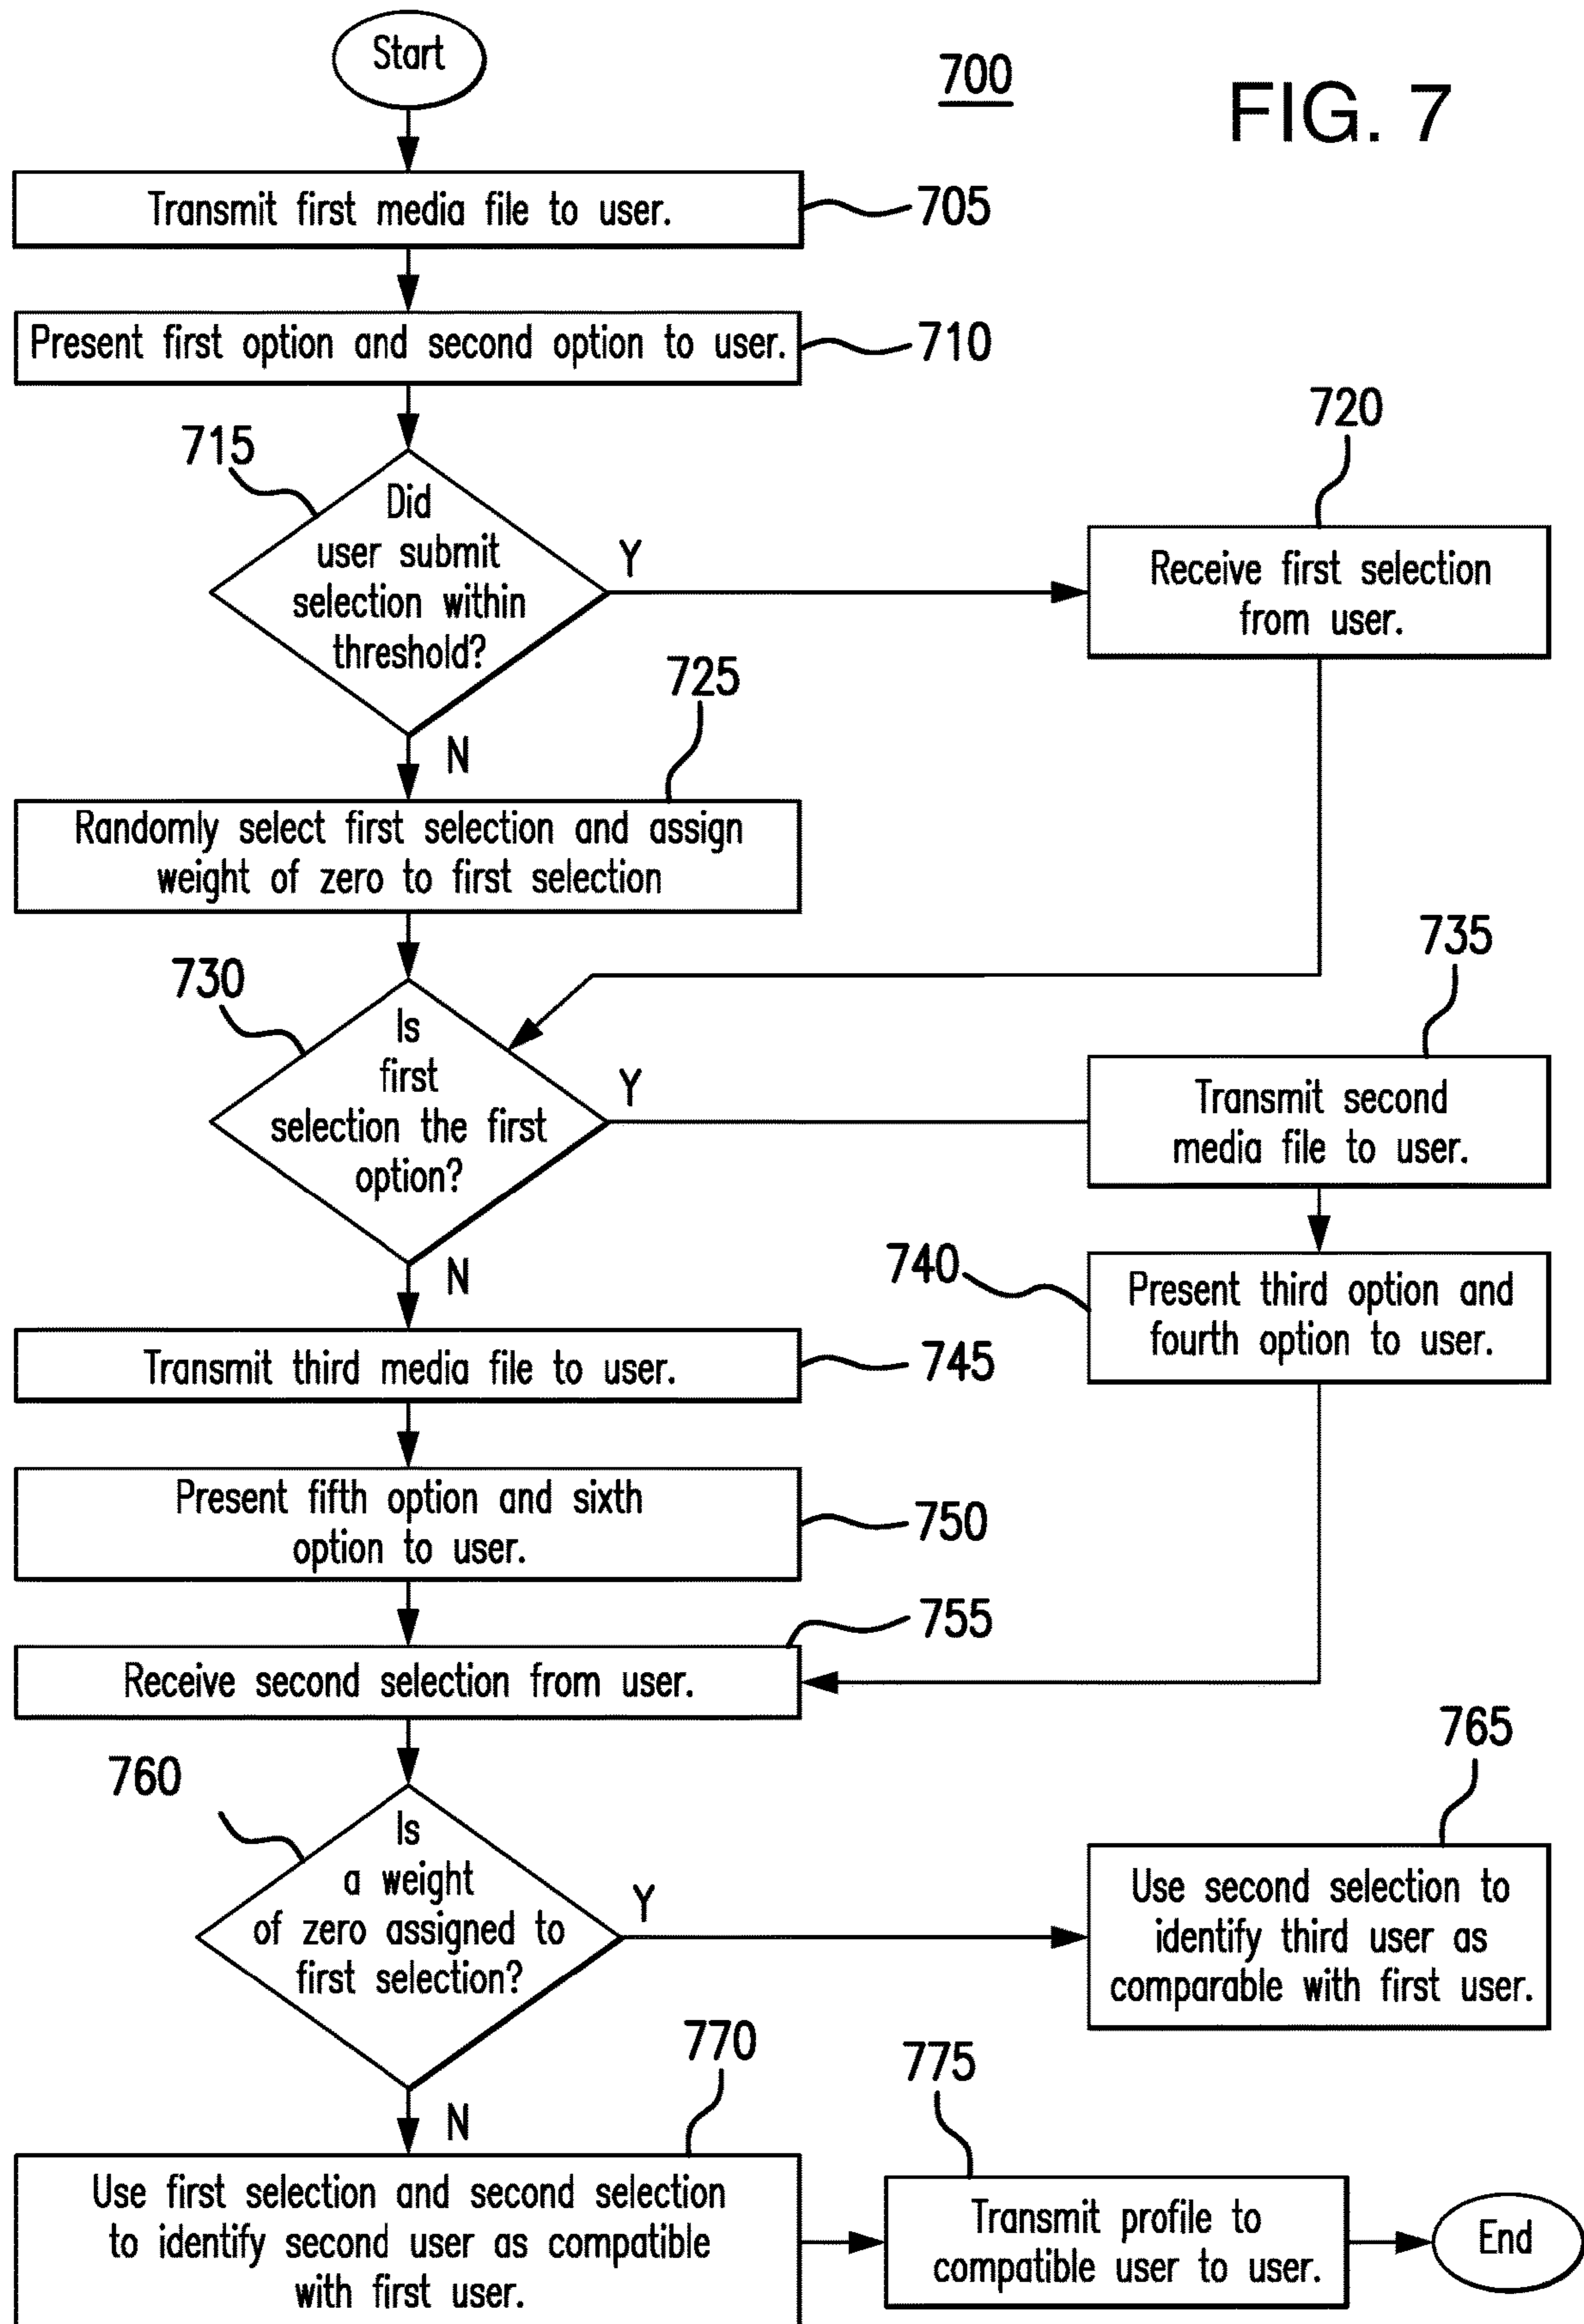 Start
700
FIG. 7
Transmit first media file to user.
705
Present first option and second option to user.
710
715
Did
user submit
selection within
threshold?
Y
N
720
Receive first selection
from user.
725
Randomly select first selection and assign
weight of zero to first selection
730
Is
first
selection the first
option?
Y
N
735
Transmit second
media file to user.
740
Present third option and
fourth option to user.
Transmit third media file to user.
745
Present fifth option and sixth
option to user.
750
755
Receive second selection from user.
760
Is
a weight
of zero assigned to
first selection?
Y
N
765
Use second selection to
identify third user as
comparable with first user.
770
Use first selection and second selection
to identify second user as compatible
with first user.
775
Transmit profile to
compatible user to user.
End